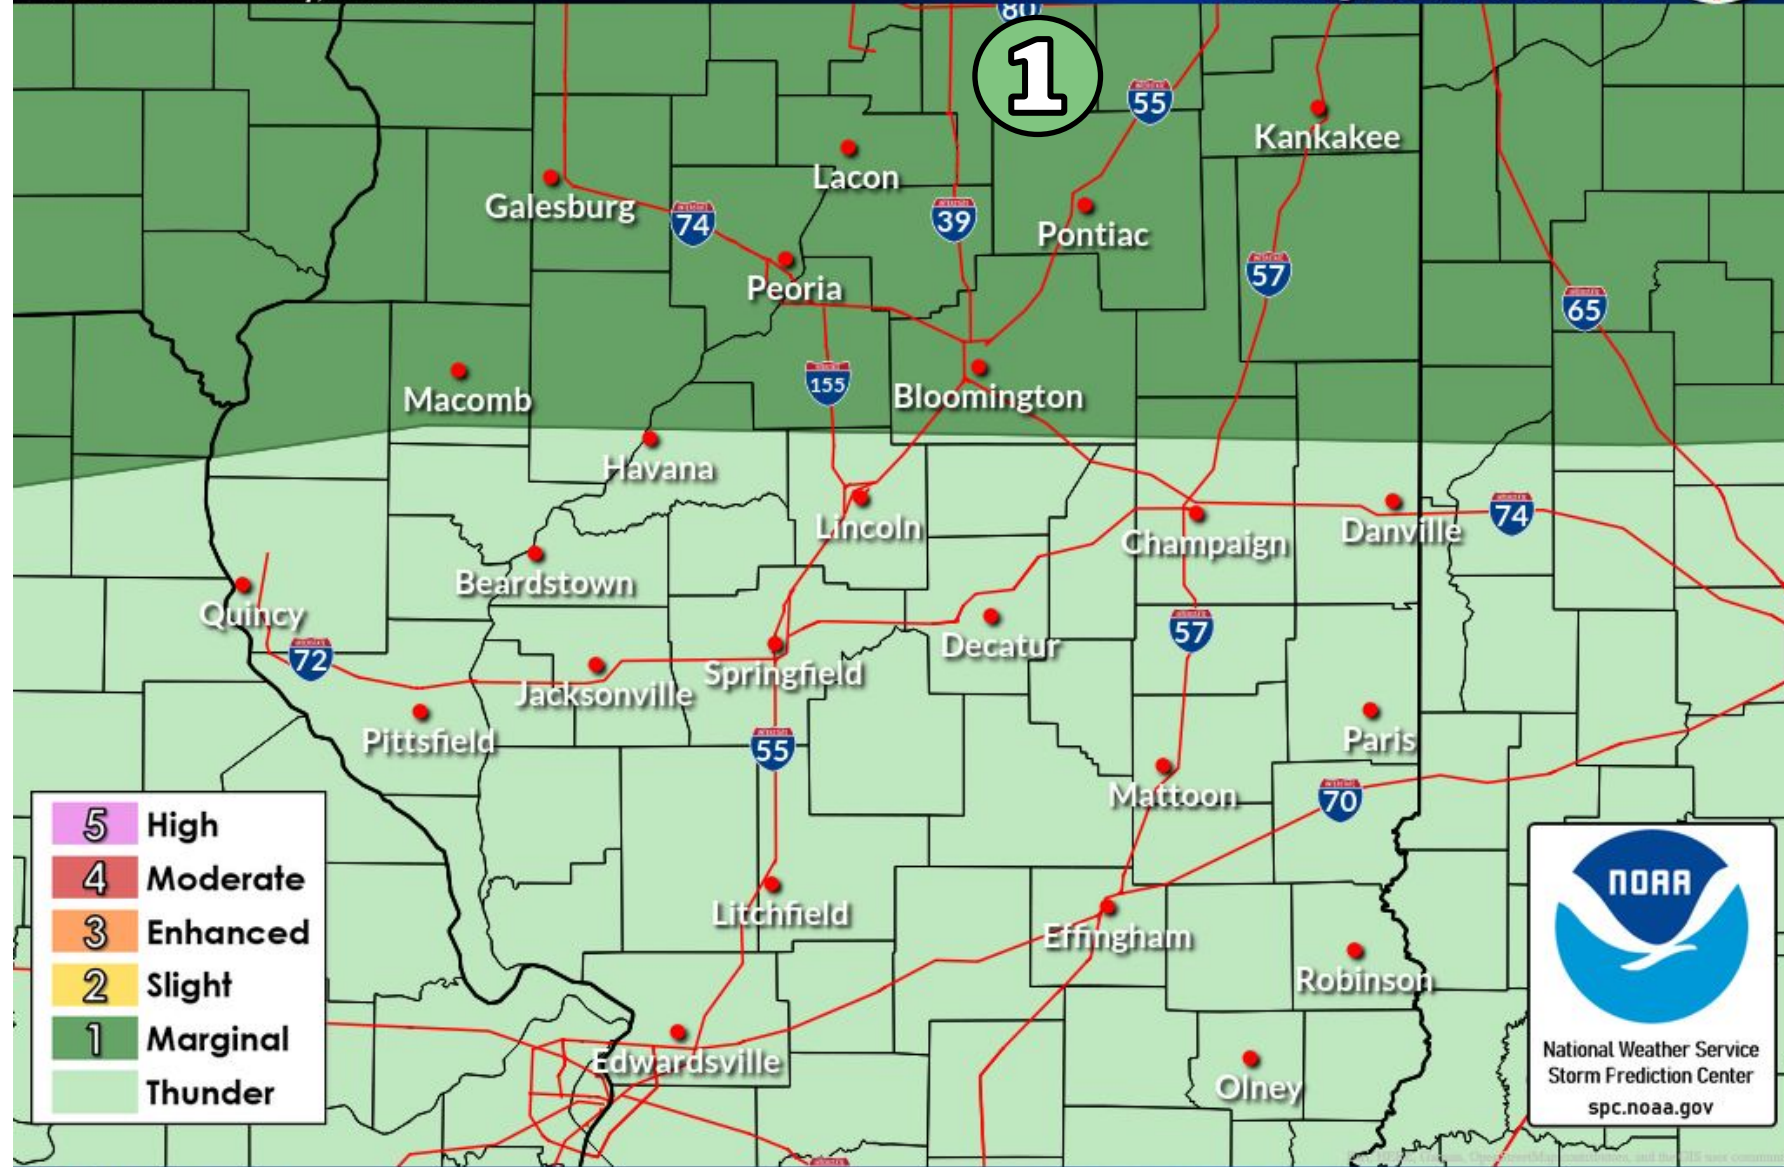 80
1
55
Kankakee
Lacon
Galesburg
74
39
Pontiac
57
Peoria
65
155
Macomb
Bloomington
Havana
Lincoln
74
Champaign
Danville
Beardstown
Quincy
57
Decatur
72
Springfield
Jacksonville
Pittsfield
55
Paris
Mattoon
70
5 High
4 Moderate
3 Enhanced
2 Slight
1 Marginal
Thunder
NOAA
Litchfield
Effingham
Robinson
National Weather Service
Storm Prediction Center
spc.noaa.gov
Edwardsville
Olney